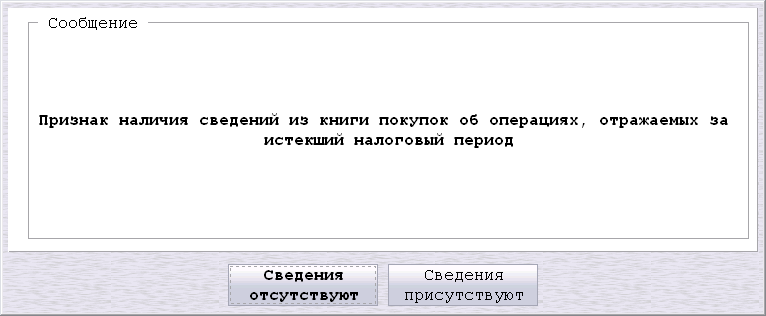 Сообщение
Признак наличия сведений из книги покупок об операциях, отражаемых за
истекший налоговый период
Сведения
отсутствуют
Сведения
присутствуют